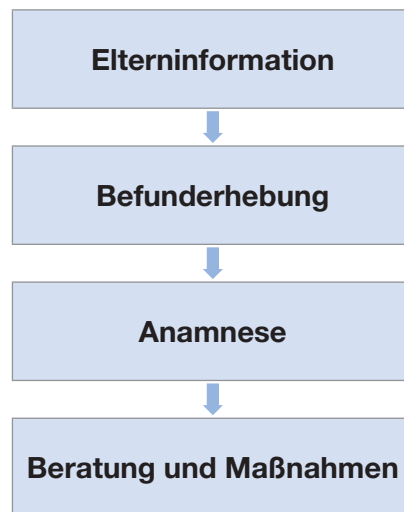 Elterninformation
Befunderhebung
Anamnese
Beratung und Maßnahmen